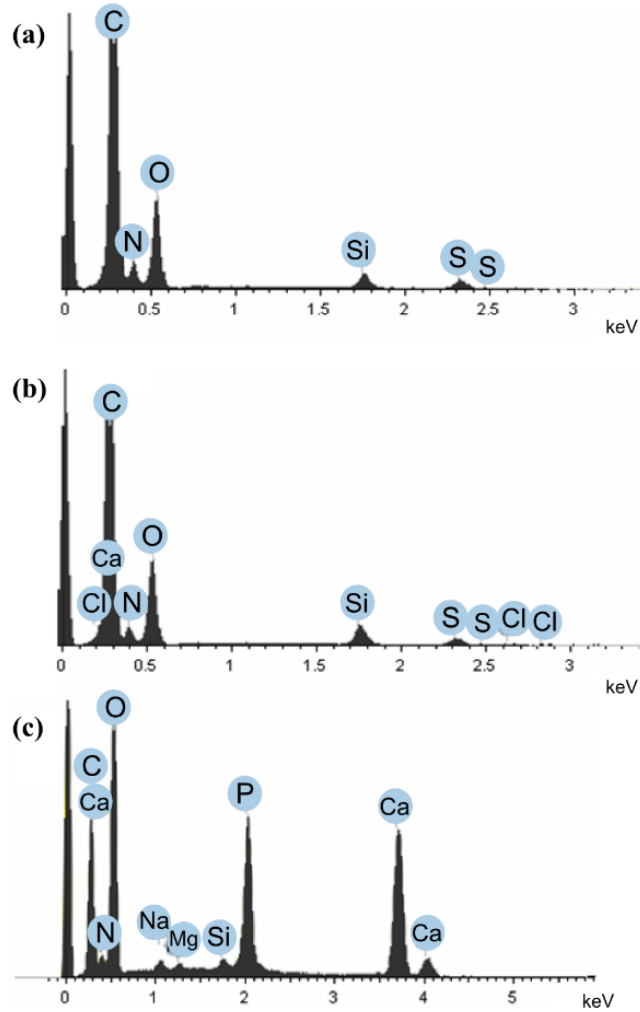 (a)
C
O
N
Si
S
S
0 0.5 1 1.5 2 2.5 3
keV
(b)
C
O
Ca
Cl
N
Si
S
S
Cl
Cl
0 0.5 1 1.5 2 2.5 3
keV
(c)
O
C
Ca
P
Ca
N
Na
Mg
Si
Ca
0 1 2 3 4 5
keV